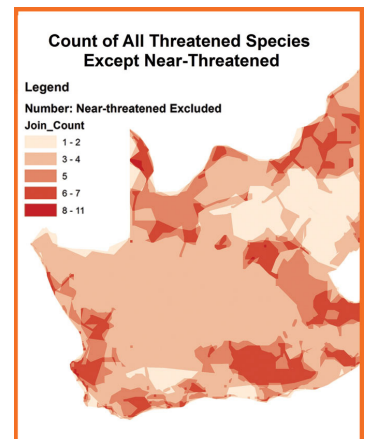 Count of All Threatened Species
Except Near-Threatened
Legend
Number: Near-threatened Excluded
Join_Count
1 - 2
3 - 4
5
6 - 7
8 - 11